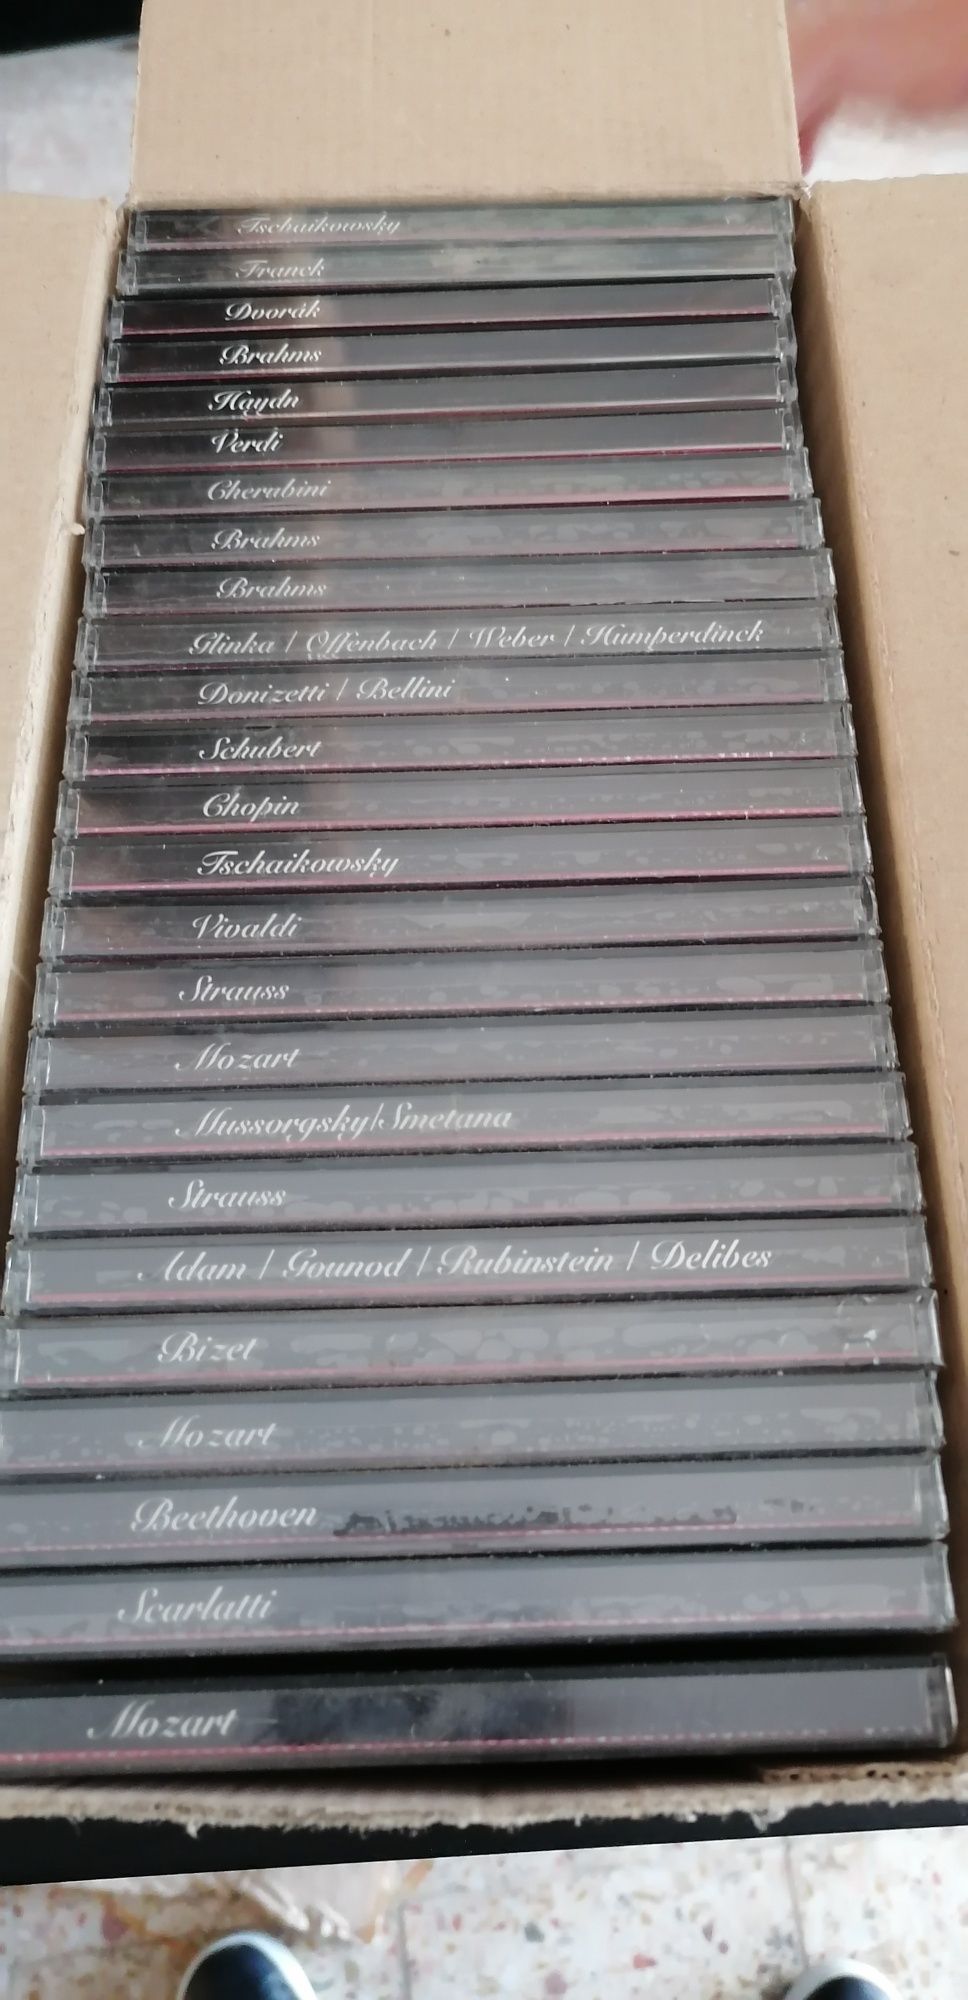 Tschaikowsky
Franck
Dvorák
Brahms
Haydn
Verdi
Cherubini
Brahms
Brahms
Glinka / Offenbach / Weber / Humperdinck
Donizetti / Bellini
Schubert
Chopin
Tschaikowsky
Vivaldi
Strauss
Mozart
Mussorgsky/Smetana
Strauss
Adam / Gounod / Rubinstein / Delibes
Bizet
Mozart
Beethoven
Scarlatti
Mozart